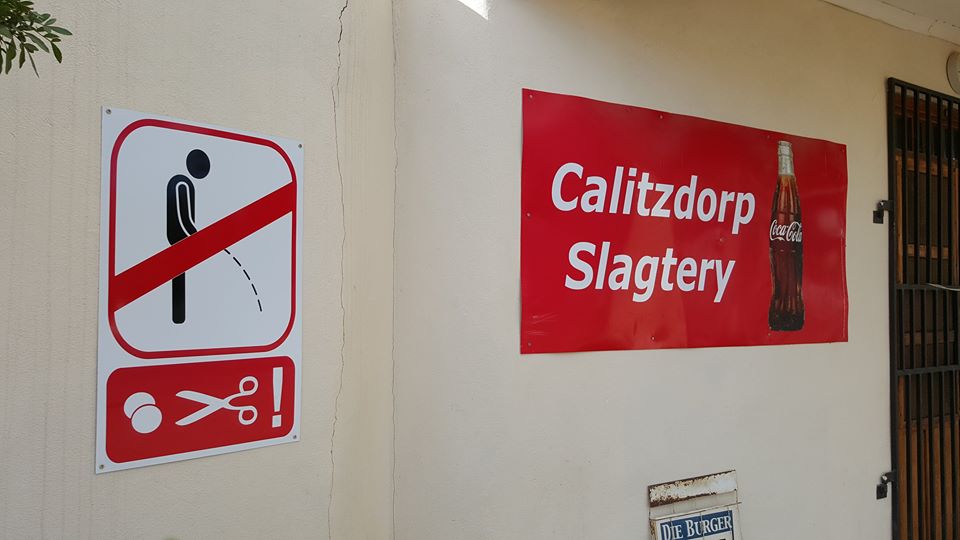 Calitzdorp
Slagtery
Coca-Cola
!
DIE BURGER